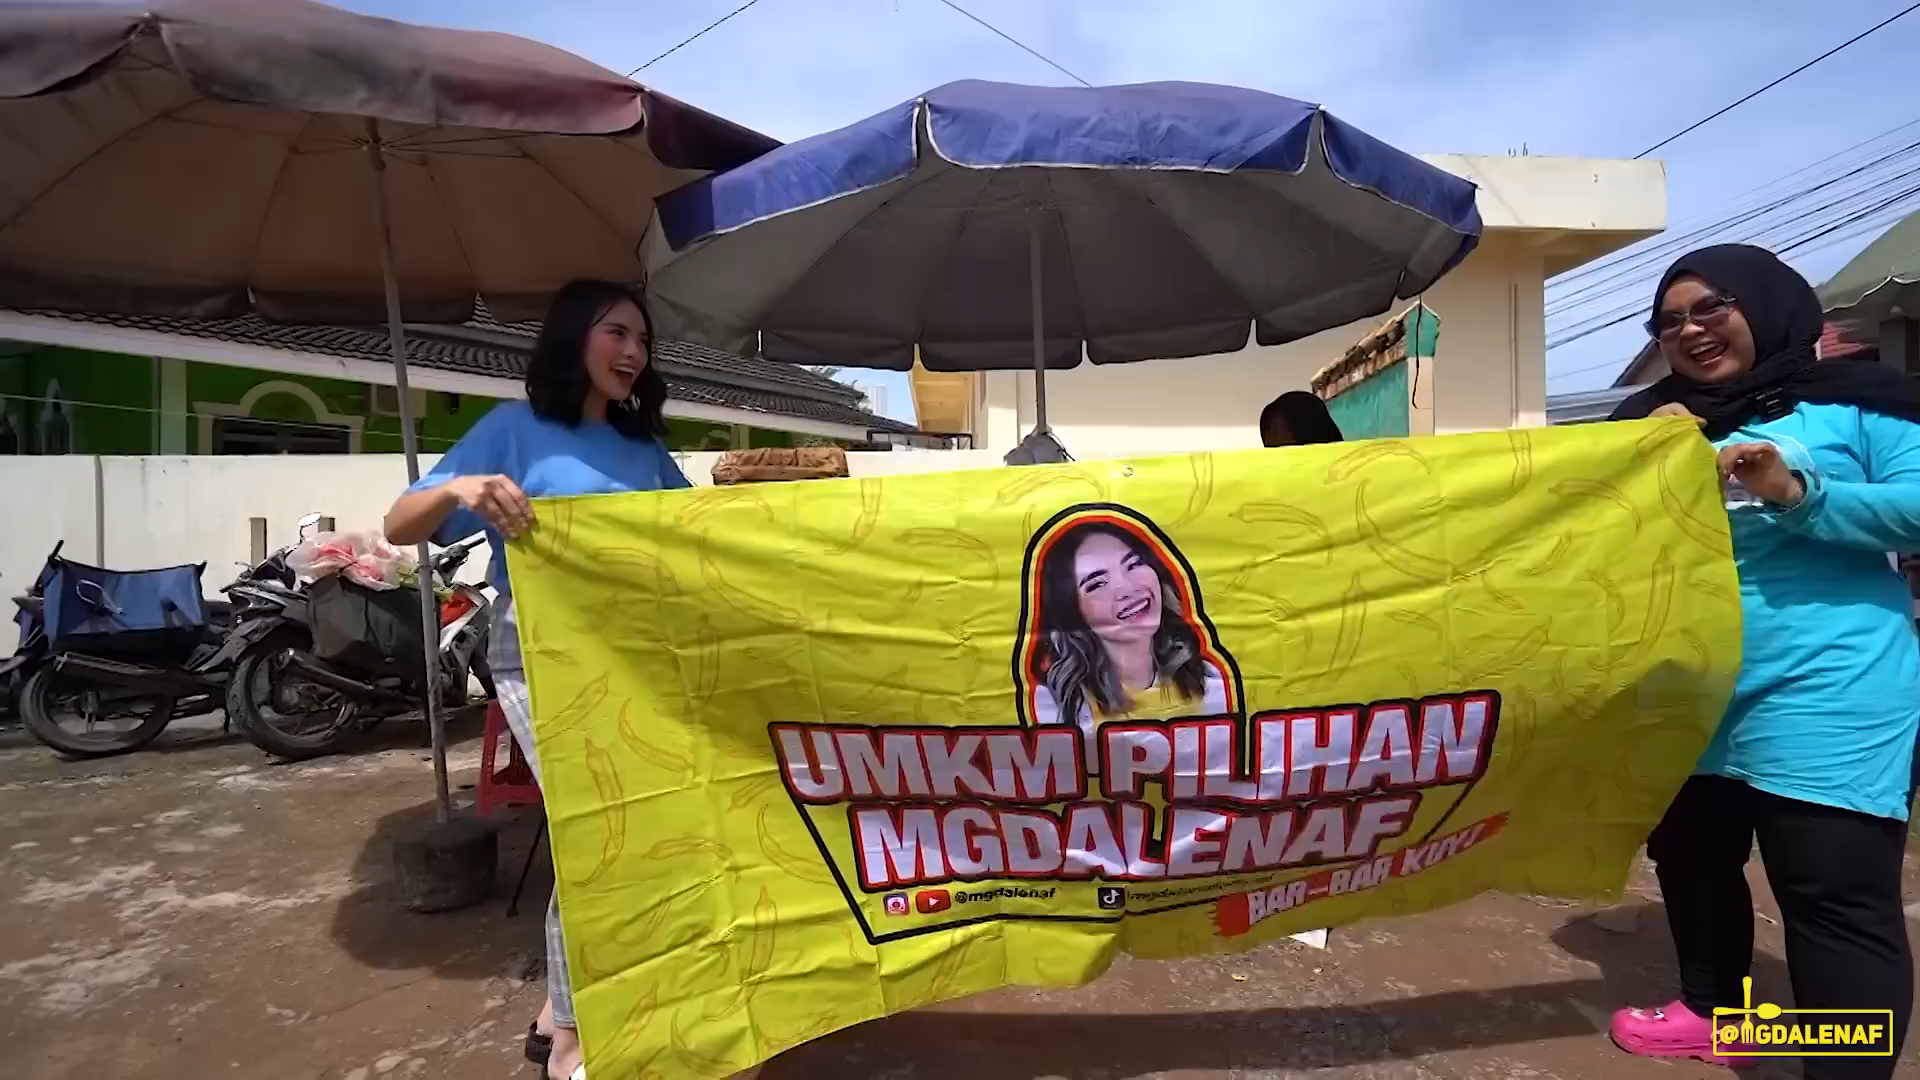 UMKM PILIHAN
MGDALENAF
@mgdalenaf
BAR-BAR KUY!
@MGDALENAF